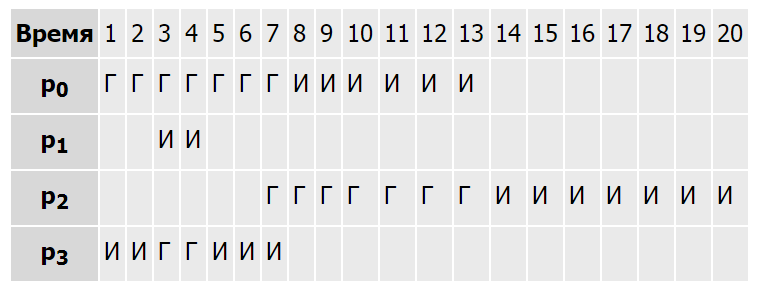 Время 1 2 3 4 5 6 7 8 9 10 11 12 13 14 15 16 17 18 19 20
p0 Г Г Г Г Г Г Г И И И И И И
p1 И И
p2 Г Г Г Г Г Г Г И И И И И И И
p3 И И Г Г И И И